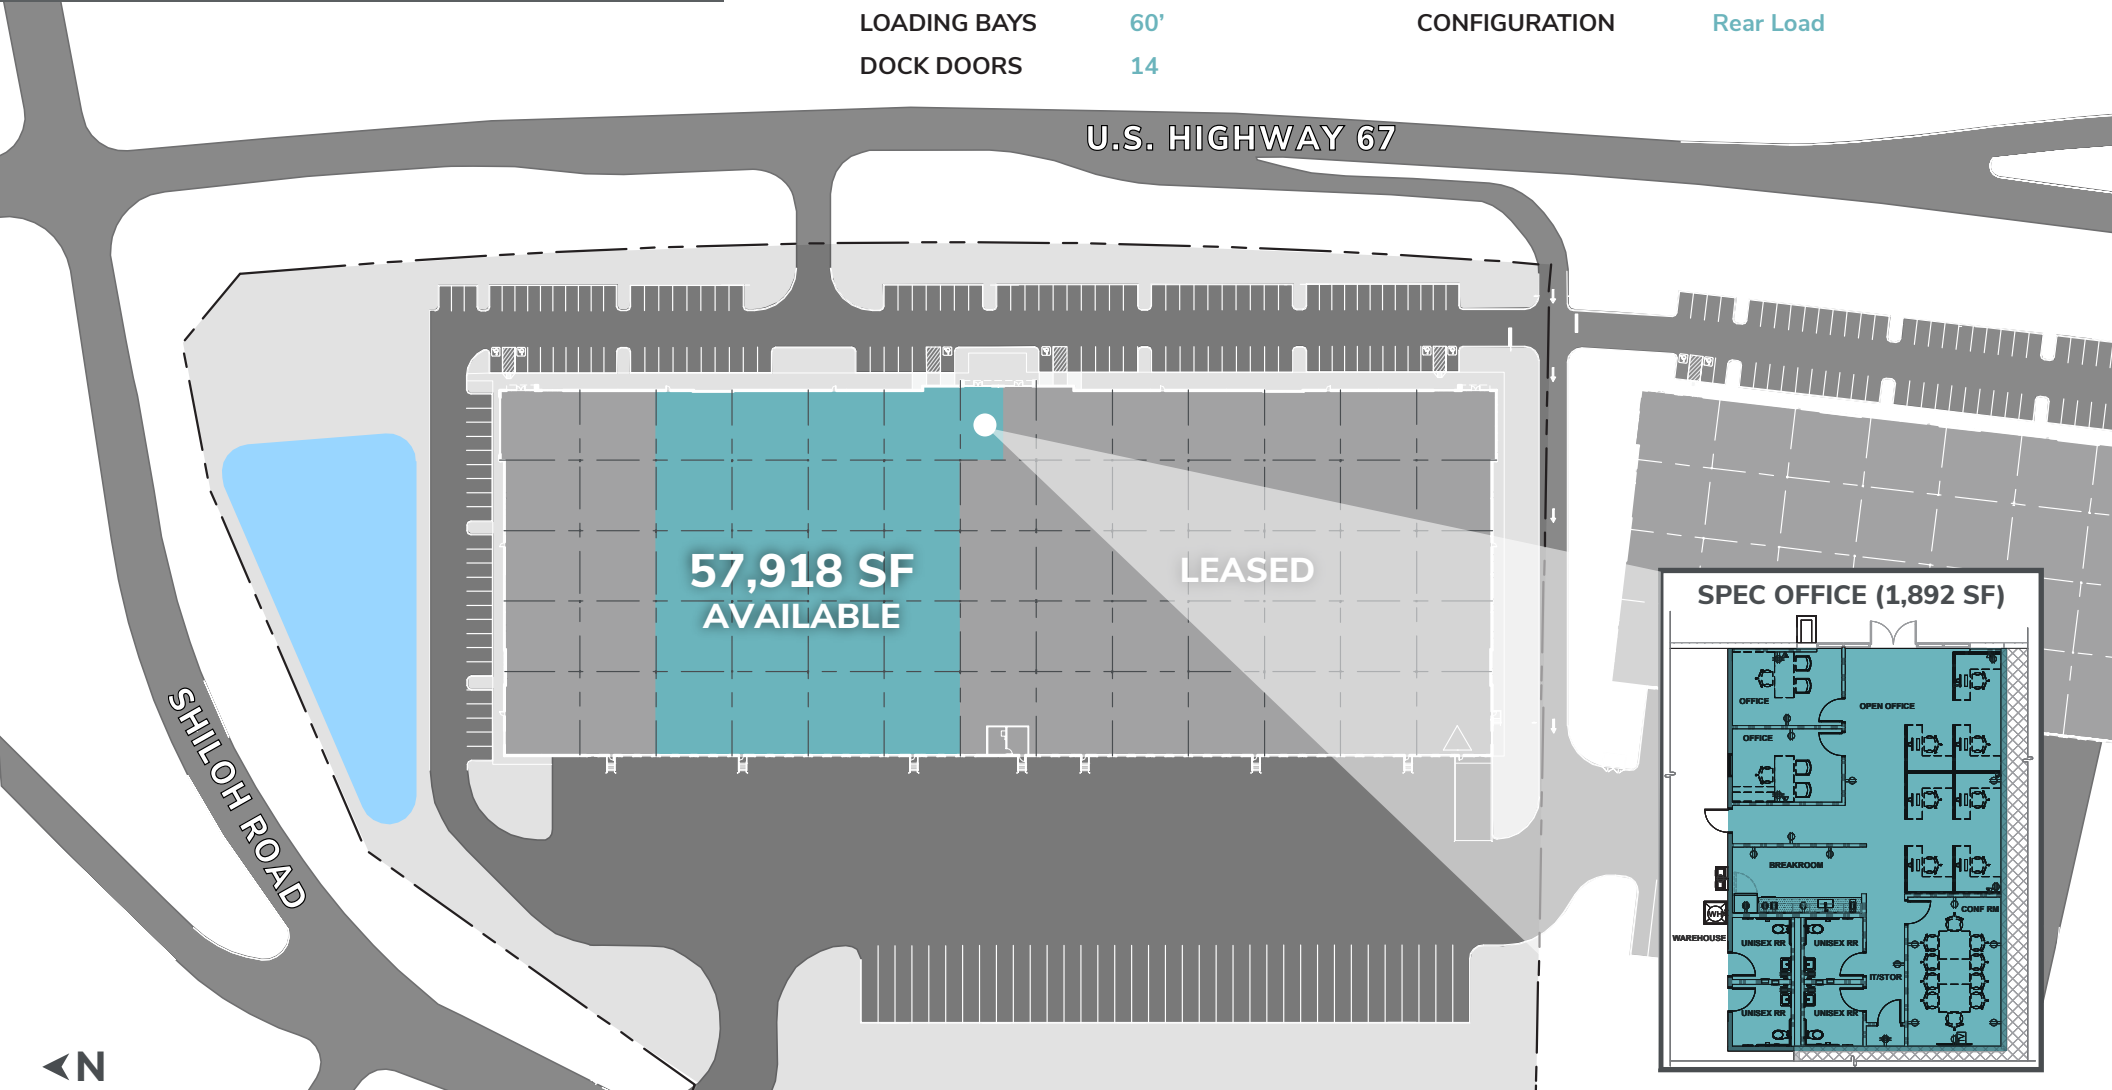 LOADING BAYS 60’ CONFIGURATION Rear Load
DOCK DOORS 14
U.S. HIGHWAY 67
57,918 SF
AVAILABLE
LEASED
SHILOH ROAD
SPEC OFFICE (1,892 SF)
OFFICE
OPEN OFFICE
OFFICE
BREAKROOM
WH
CONF RM
WAREHOUSE
UNISEX RR UNISEX RR
IT/STOR
UNISEX RR UNISEX RR
N